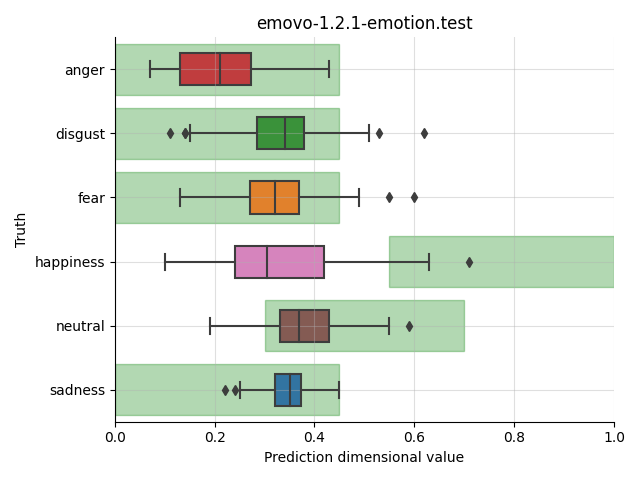 emovo-1.2.1-emotion.test
anger
disgust
fear
happiness
neutral
sadness
Truth
0.0 0.2 0.4 0.6 0.8 1.0
Prediction dimensional value